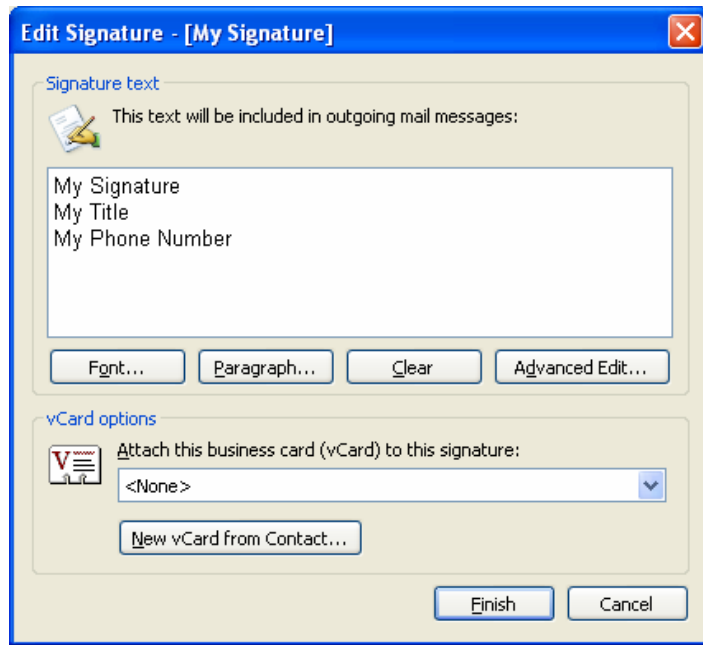 Edit Signature - [My Signature]
Signature text
This text will be included in outgoing mail messages:
My Signature
My Title
My Phone Number
Font... Paragraph... Clear Advanced Edit...
vCard options
V
Attach this business card (vCard) to this signature:
<None>
New vCard from Contact...
Finish Cancel